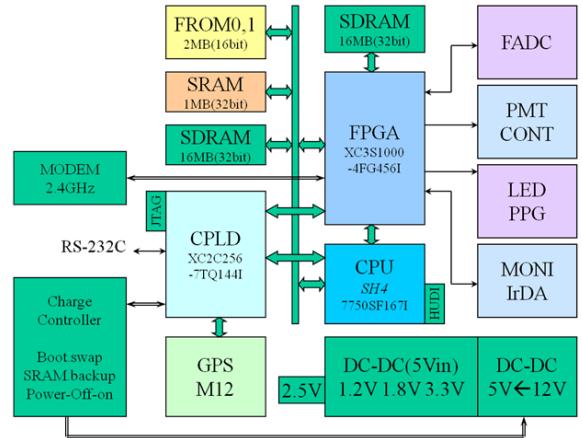 FROM0,1
2MB(16bit)
SDRAM
16MB(32bit)
FADC
SRAM
1MB(32bit)
FPGA
XC3S1000
-4FG456I
PMT
CONT
SDRAM
16MB(32bit)
MODEM
2.4GHz
LED
PPG
JTAG
CPLD
XC2C256
-7TQ144I
RS-232C
CPU
SH4
7750SF167I
HUDI
MONI
IrDA
Charge
Controller
Boot.swap
SRAM.backup
Power-Off-on
GPS
M12
2.5V
DC-DC(5Vin)
1.2V 1.8V 3.3V
DC-DC
5V←12V